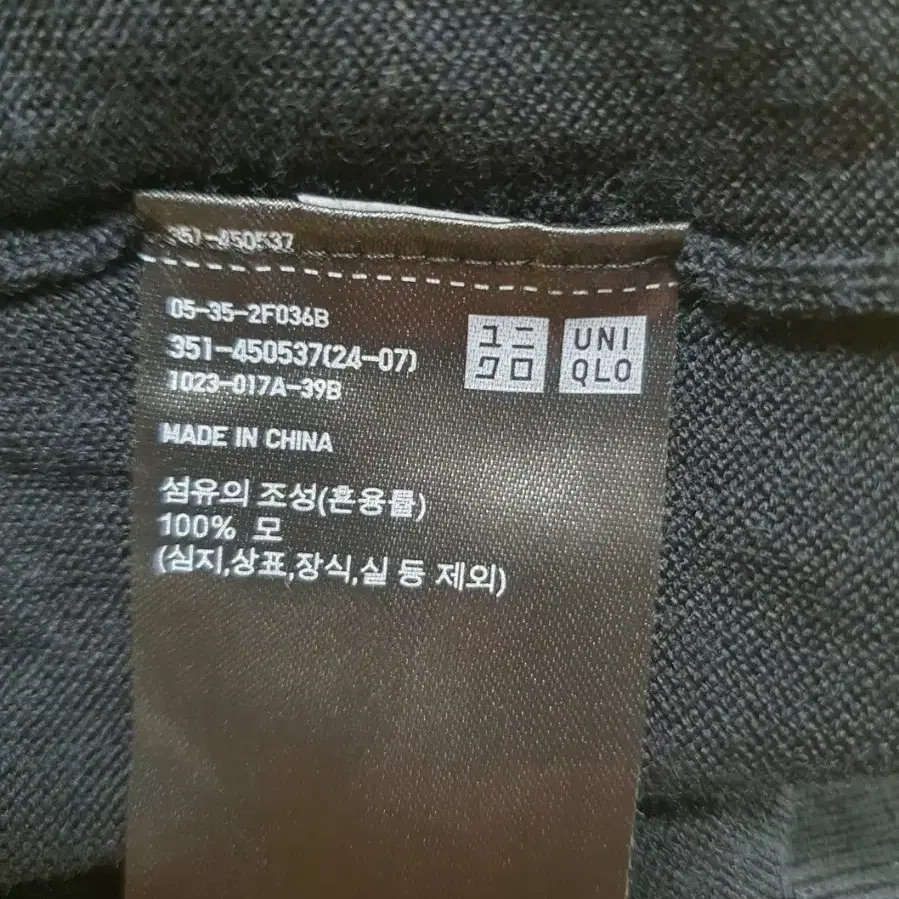 351-450537
05-35-2F036B
351-450537(24-07)
1023-017A-39B
ユニ
クロ
UNI
QLO
MADE IN CHINA
섬유의 조성(혼용률)
100% 모
(심지,상표,장식,실 등 제외)